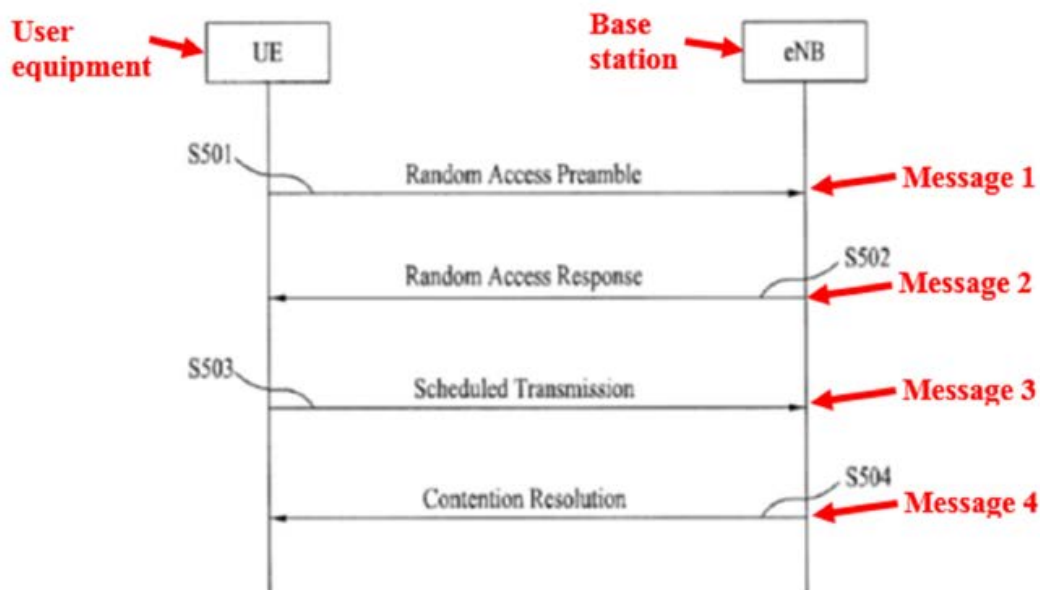 User
equipment
UE
Base
station
eNB
S501
Random Access Preamble
Message 1
Random Access Response
S502
Message 2
S503
Scheduled Transmission
Message 3
Contention Resolution
S504
Message 4